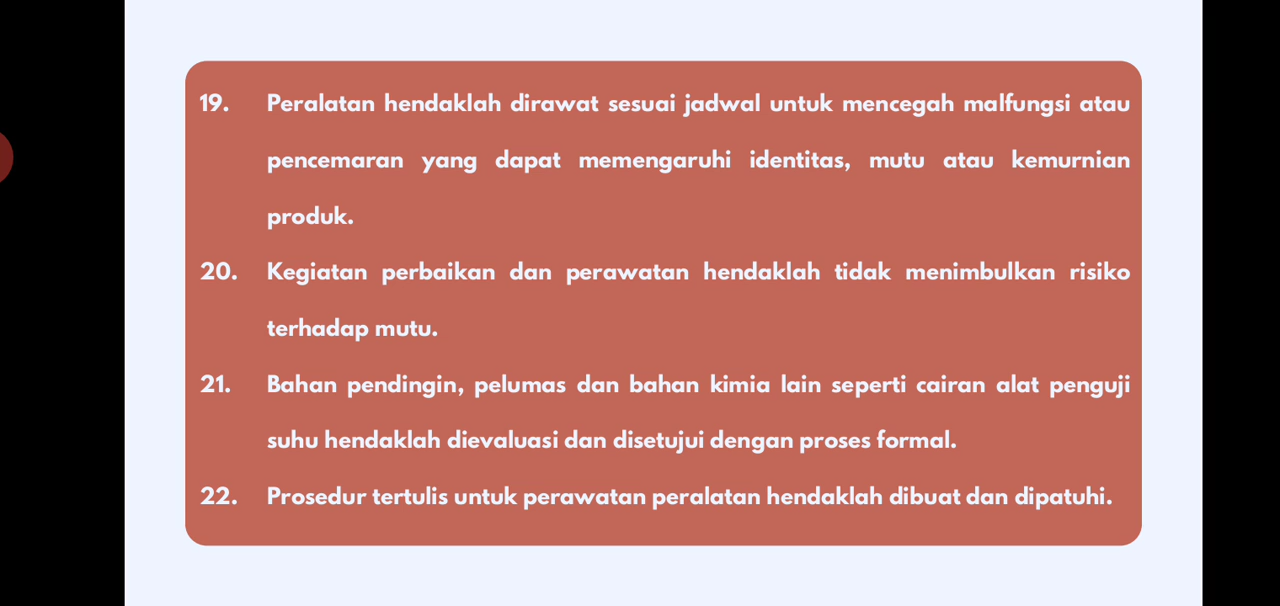 19. Peralatan hendaklah dirawat sesuai jadwal untuk mencegah malfungsi atau
pencemaran yang dapat memengaruhi identitas, mutu atau kemurnian
produk.
20. Kegiatan perbaikan dan perawatan hendaklah tidak menimbulkan risiko
terhadap mutu.
21. Bahan pendingin, pelumas dan bahan kimia lain seperti cairan alat penguji
suhu hendaklah dievaluasi dan disetujui dengan proses formal.
22. Prosedur tertulis untuk perawatan peralatan hendaklah dibuat dan dipatuhi.